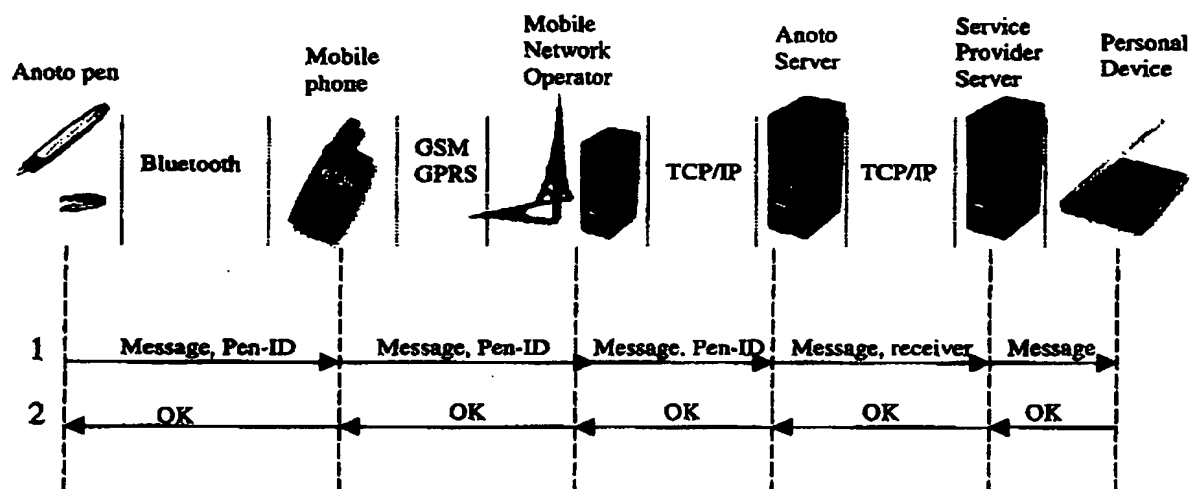 Anoto pen
Mobile
phone
Mobile
Network
Operator
Anoto
Server
Service
Provider
Server
Personal
Device
Bluetooth
GSM
GPRS
TCP/IP
TCP/IP
1 Message, Pen-ID Message, Pen-ID Message. Pen-ID Message, receiver Message
2 OK OK OK OK OK